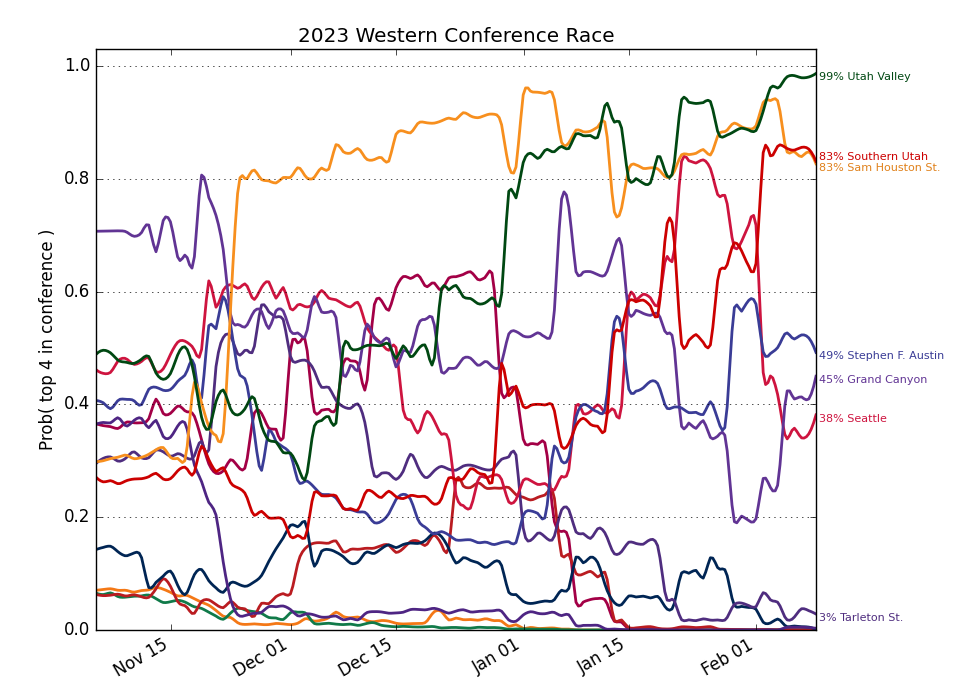 2023 Western Conference Race
Prob( top 4 in conference )
1.0
0.8
0.6
0.4
0.2
0.0
Nov 15
Dec 01
Dec 15
Jan 01
Jan 15
Feb 01
99% Utah Valley
83% Southern Utah
83% Sam Houston St.
49% Stephen F. Austin
45% Grand Canyon
38% Seattle
3% Tarleton St.